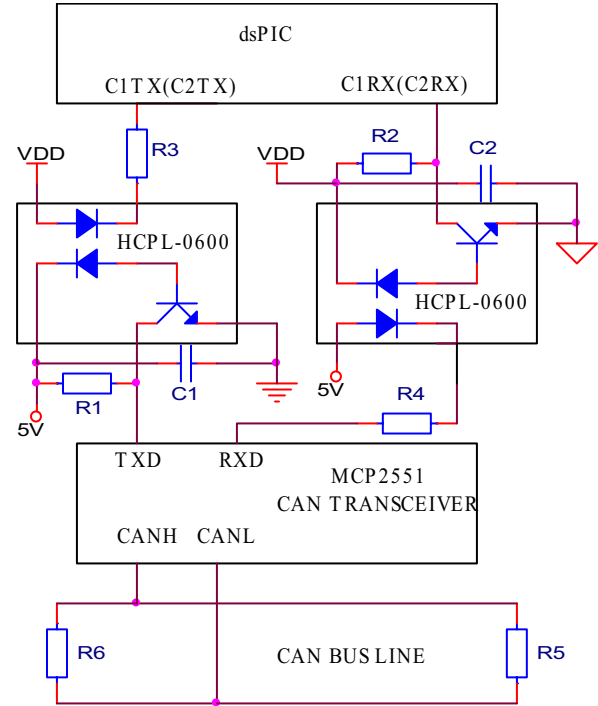 dsPIC
C1TX(C2TX)
C1RX(C2RX)
R3
R2
C2
VDD
VDD
HCPL-0600
HCPL-0600
5V
R1
C1
5V
R4
TXD
RXD
MCP2551
CAN TRANSCEIVER
CANH
CANL
R6
CAN BUS LINE
R5